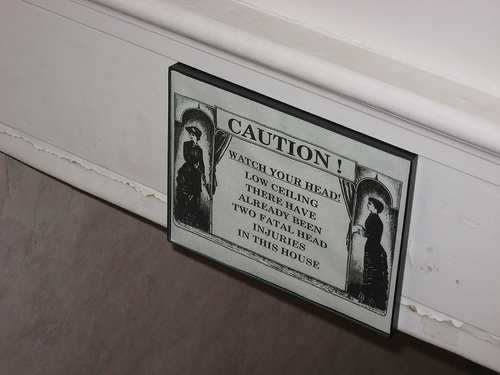 CAUTION !
WATCH YOUR HEAD!
LOW CEILING
THERE HAVE
ALREADY BEEN
TWO FATAL HEAD
INJURIES
IN THIS HOUSE